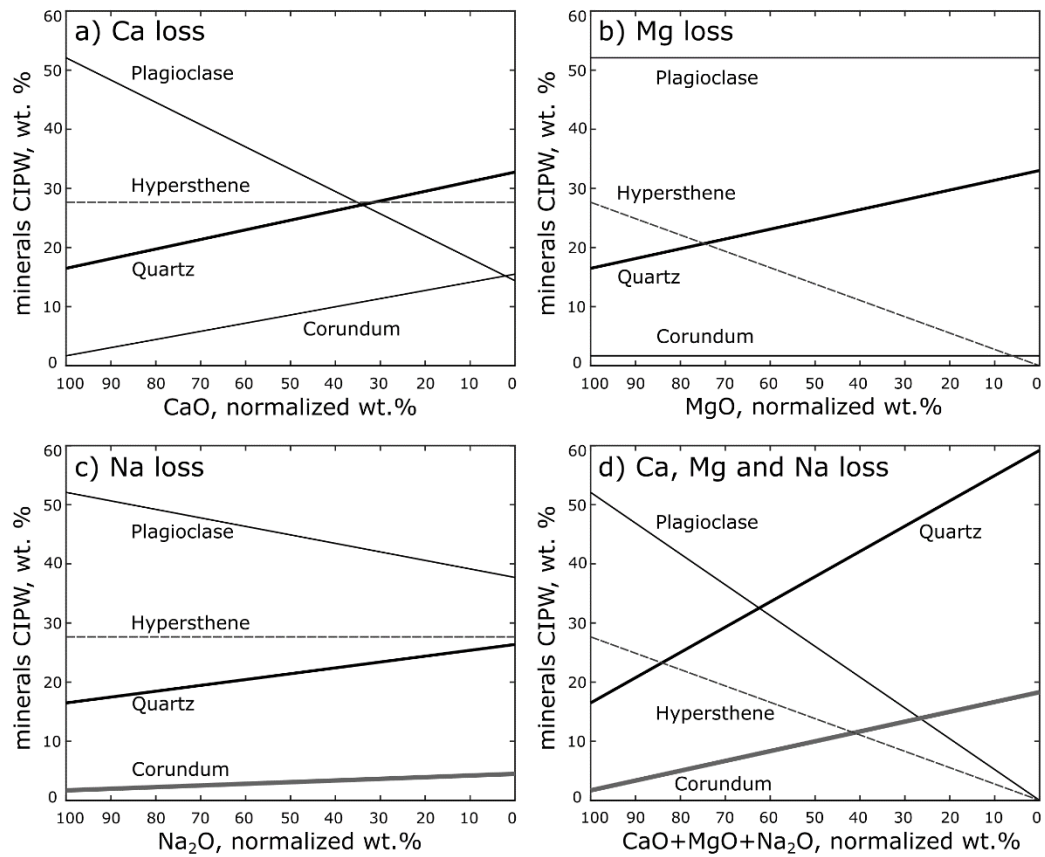 a) Ca loss
60
50
40
30
20
10
0
minerals CIPW, wt. %
Plagioclase
Hypersthene
Quartz
Corundum
100 90 80 70 60 50 40 30 20 10 0
CaO, normalized wt.%
b) Mg loss
60
50
40
30
20
10
0
minerals CIPW, wt. %
Plagioclase
Hypersthene
Quartz
Corundum
100 90 80 70 60 50 40 30 20 10 0
MgO, normalized wt.%
c) Na loss
60
50
40
30
20
10
0
minerals CIPW, wt. %
Plagioclase
Hypersthene
Quartz
Corundum
100 90 80 70 60 50 40 30 20 10 0
Na₂O, normalized wt.%
d) Ca, Mg and Na loss
60
50
40
30
20
10
0
minerals CIPW, wt. %
Plagioclase
Quartz
Hypersthene
Corundum
100 90 80 70 60 50 40 30 20 10 0
CaO+MgO+Na₂O, normalized wt.%